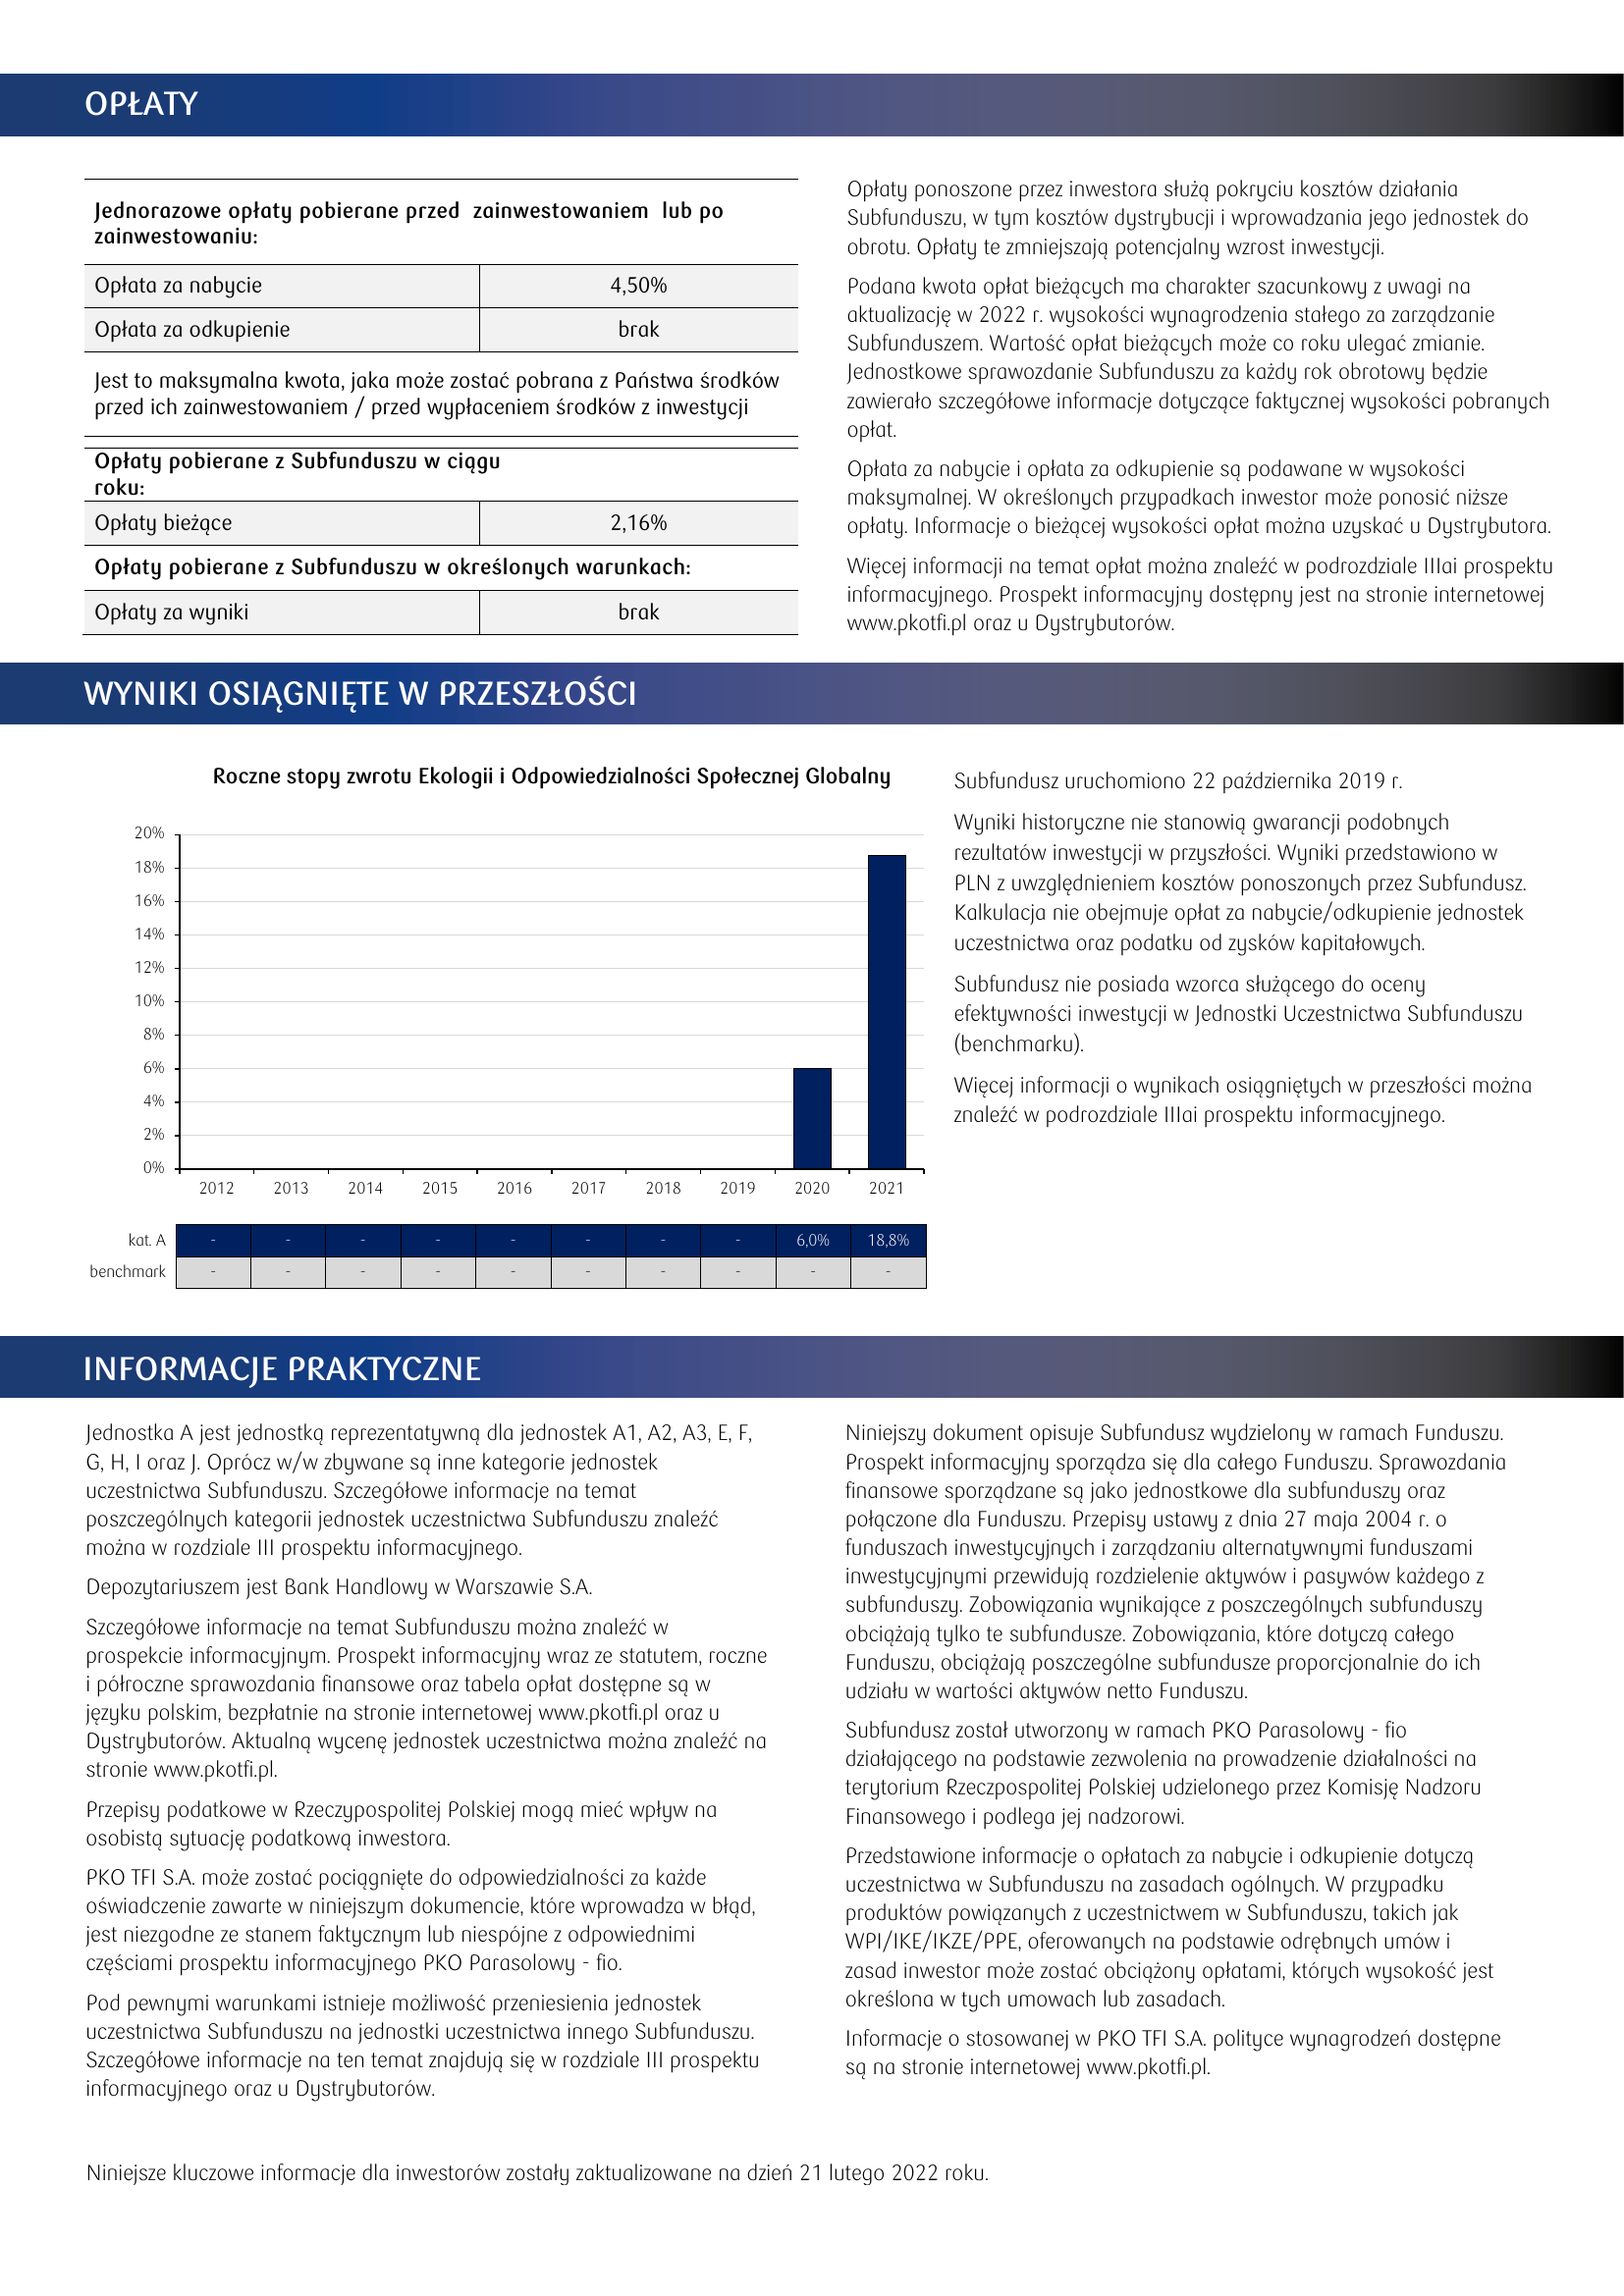 OPŁATY
Jednorazowe opłaty pobierane przed zainwestowaniem lub po
zainwestowaniu:
Opłata za nabycie 4,50%
Opłata za odkupienie brak
Jest to maksymalna kwota, jaka może zostać pobrana z Państwa środków
przed ich zainwestowaniem / przed wypłaceniem środków z inwestycji
Opłaty pobierane z Subfunduszu w ciągu
roku:
Opłaty bieżące 2,16%
Opłaty pobierane z Subfunduszu w określonych warunkach:
Opłaty za wyniki brak
Opłaty ponoszone przez inwestora służą pokryciu kosztów działania
Subfunduszu, w tym kosztów dystrybucji i wprowadzania jego jednostek do
obrotu. Opłaty te zmniejszają potencjalny wzrost inwestycji.
Podana kwota opłat bieżących ma charakter szacunkowy z uwagi na
aktualizację w 2022 r. wysokości wynagrodzenia stałego za zarządzanie
Subfunduszem. Wartość opłat bieżących może co roku ulegać zmianie.
Jednostkowe sprawozdanie Subfunduszu za każdy rok obrotowy będzie
zawierało szczegółowe informacje dotyczące faktycznej wysokości pobranych
opłat.
Opłata za nabycie i opłata za odkupienie są podawane w wysokości
maksymalnej. W określonych przypadkach inwestor może ponosić niższe
opłaty. Informacje o bieżącej wysokości opłat można uzyskać u Dystrybutora.
Więcej informacji na temat opłat można znaleźć w podrozdziale IIIai prospektu
informacyjnego. Prospekt informacyjny dostępny jest na stronie internetowej
www.pkotfi.pl oraz u Dystrybutorów.
WYNIKI OSIĄGNIĘTE W PRZESZŁOŚCI
Roczne stopy zwrotu Ekologii i Odpowiedzialności Społecznej Globalny
20%
18%
16%
14%
12%
10%
8%
6%
4%
2%
0%
2012 2013 2014 2015 2016 2017 2018 2019 2020 2021
kat. A - - - - - - - - 6,0% 18,8%
benchmark - - - - - - - - - -
Subfundusz uruchomiono 22 października 2019 r.
Wyniki historyczne nie stanowią gwarancji podobnych
rezultatów inwestycji w przyszłości. Wyniki przedstawiono w
PLN z uwzględnieniem kosztów ponoszonych przez Subfundusz.
Kalkulacja nie obejmuje opłat za nabycie/odkupienie jednostek
uczestnictwa oraz podatku od zysków kapitałowych.
Subfundusz nie posiada wzorca służącego do oceny
efektywności inwestycji w Jednostki Uczestnictwa Subfunduszu
(benchmarku).
Więcej informacji o wynikach osiągniętych w przeszłości można
znaleźć w podrozdziale IIIai prospektu informacyjnego.
INFORMACJE PRAKTYCZNE
Jednostka A jest jednostką reprezentatywną dla jednostek A1, A2, A3, E, F,
G, H, I oraz J. Oprócz w/w zbywane są inne kategorie jednostek
uczestnictwa Subfunduszu. Szczegółowe informacje na temat
poszczególnych kategorii jednostek uczestnictwa Subfunduszu znaleźć
można w rozdziale III prospektu informacyjnego.
Depozytariuszem jest Bank Handlowy w Warszawie S.A.
Szczegółowe informacje na temat Subfunduszu można znaleźć w
prospekcie informacyjnym. Prospekt informacyjny wraz ze statutem, roczne
i półroczne sprawozdania finansowe oraz tabela opłat dostępne są w
języku polskim, bezpłatnie na stronie internetowej www.pkotfi.pl oraz u
Dystrybutorów. Aktualną wycenę jednostek uczestnictwa można znaleźć na
stronie www.pkotfi.pl.
Przepisy podatkowe w Rzeczypospolitej Polskiej mogą mieć wpływ na
osobistą sytuację podatkową inwestora.
PKO TFI S.A. może zostać pociągnięte do odpowiedzialności za każde
oświadczenie zawarte w niniejszym dokumencie, które wprowadza w błąd,
jest niezgodne ze stanem faktycznym lub niespójne z odpowiednimi
częściami prospektu informacyjnego PKO Parasolowy - fio.
Pod pewnymi warunkami istnieje możliwość przeniesienia jednostek
uczestnictwa Subfunduszu na jednostki uczestnictwa innego Subfunduszu.
Szczegółowe informacje na ten temat znajdują się w rozdziale III prospektu
informacyjnego oraz u Dystrybutorów.
Niniejszy dokument opisuje Subfundusz wydzielony w ramach Funduszu.
Prospekt informacyjny sporządza się dla całego Funduszu. Sprawozdania
finansowe sporządzane są jako jednostkowe dla subfunduszy oraz
połączone dla Funduszu. Przepisy ustawy z dnia 27 maja 2004 r. o
funduszach inwestycyjnych i zarządzaniu alternatywnymi funduszami
inwestycyjnymi przewidują rozdzielenie aktywów i pasywów każdego z
subfunduszy. Zobowiązania wynikające z poszczególnych subfunduszy
obciążają tylko te subfundusze. Zobowiązania, które dotyczą całego
Funduszu, obciążają poszczególne subfundusze proporcjonalnie do ich
udziału w wartości aktywów netto Funduszu.
Subfundusz został utworzony w ramach PKO Parasolowy - fio
działającego na podstawie zezwolenia na prowadzenie działalności na
terytorium Rzeczpospolitej Polskiej udzielonego przez Komisję Nadzoru
Finansowego i podlega jej nadzorowi.
Przedstawione informacje o opłatach za nabycie i odkupienie dotyczą
uczestnictwa w Subfunduszu na zasadach ogólnych. W przypadku
produktów powiązanych z uczestnictwem w Subfunduszu, takich jak
WPI/IKE/IKZE/PPE, oferowanych na podstawie odrębnych umów i
zasad inwestor może zostać obciążony opłatami, których wysokość jest
określona w tych umowach lub zasadach.
Informacje o stosowanej w PKO TFI S.A. polityce wynagrodzeń dostępne
są na stronie internetowej www.pkotfi.pl.
Niniejsze kluczowe informacje dla inwestorów zostały zaktualizowane na dzień 21 lutego 2022 roku.